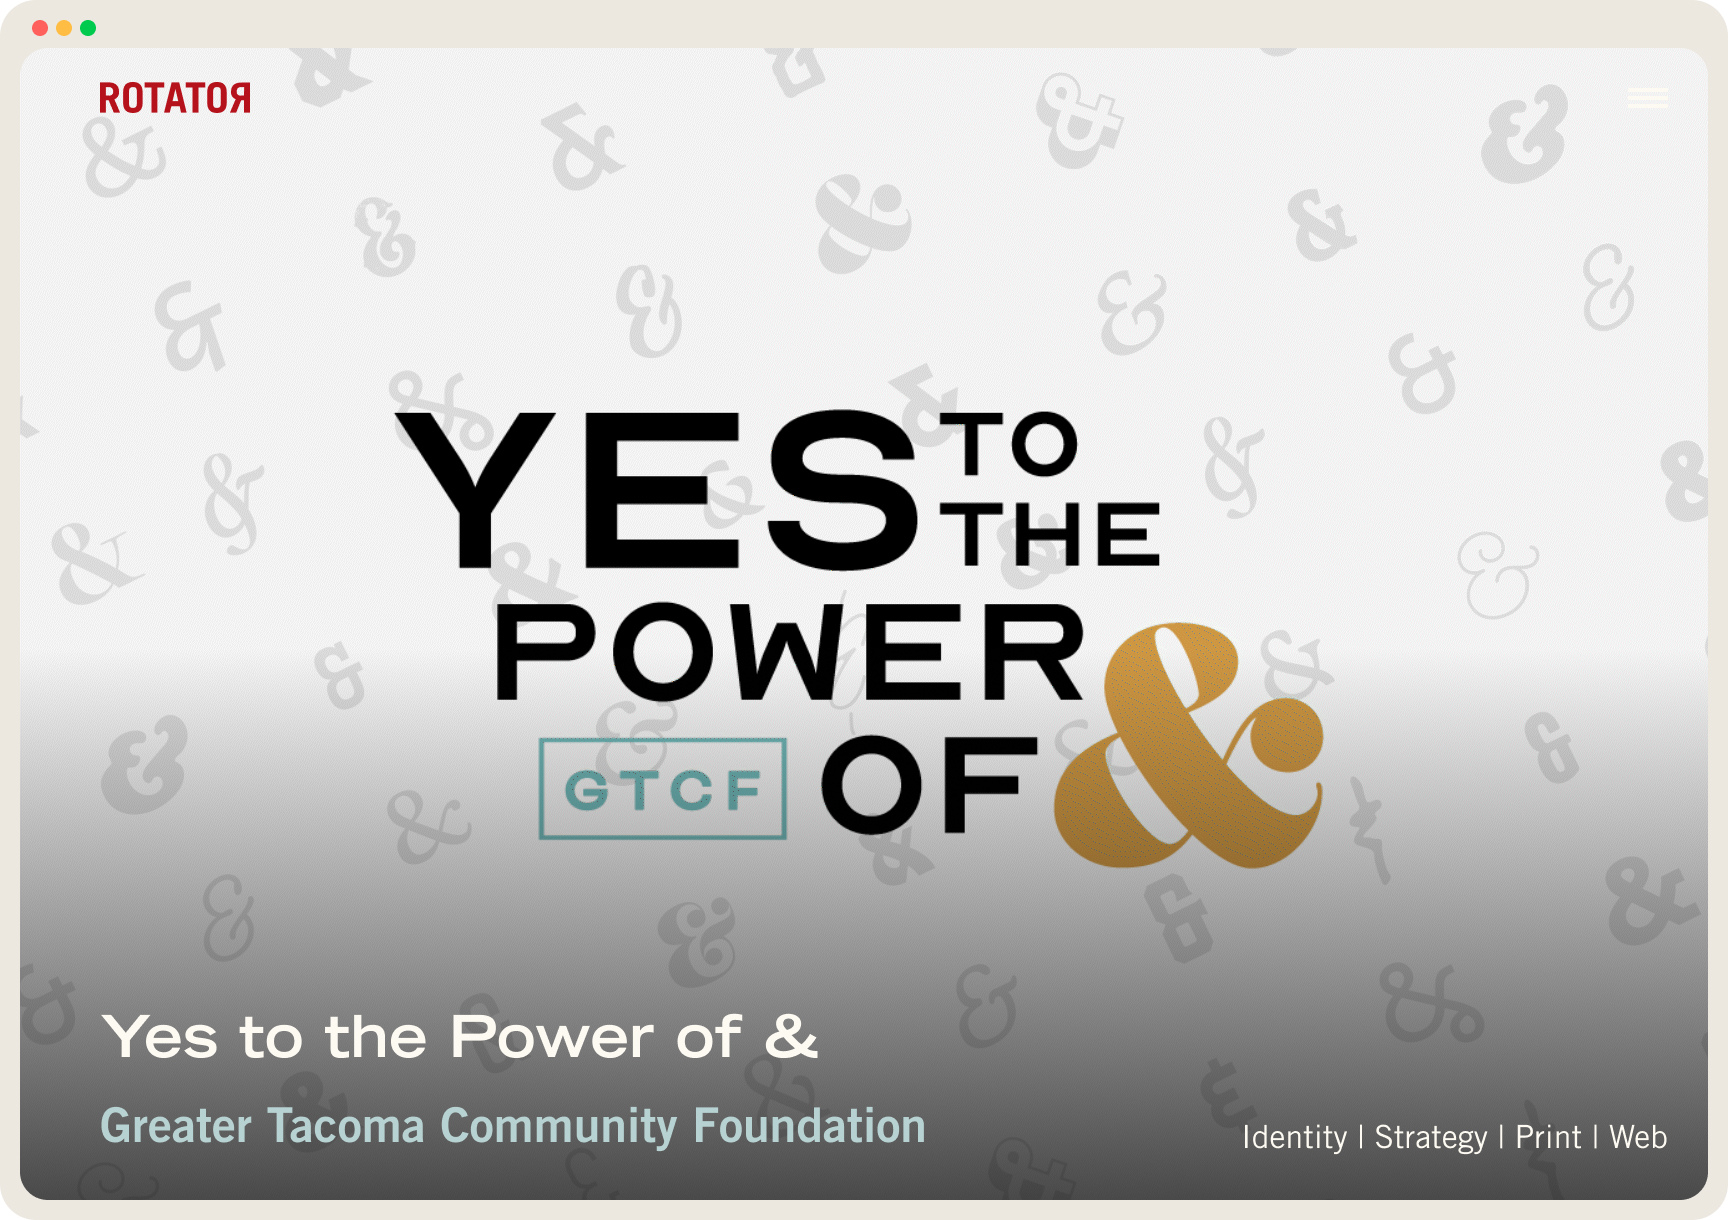 ROTATOЯ
YES TO
THE
POWER
GTCF OF &
Yes to the Power of &
Greater Tacoma Community Foundation
Identity | Strategy | Print | Web